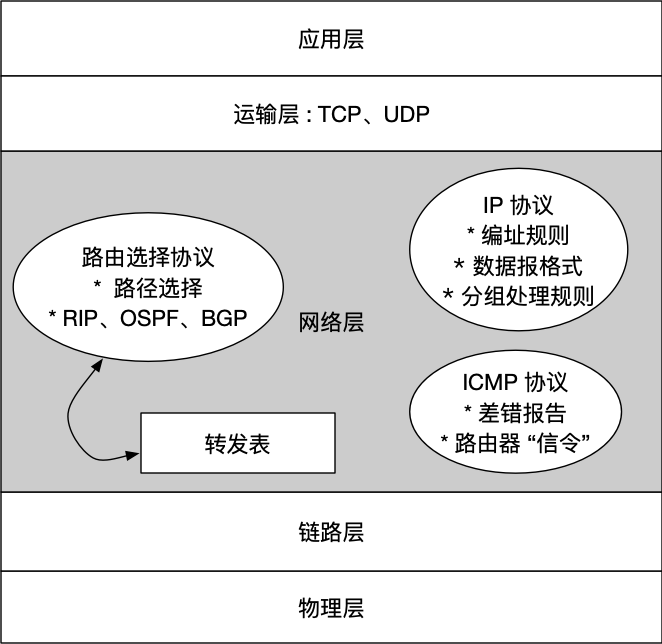 应用层
运输层 : TCP、UDP
路由选择协议
* 路径选择
* RIP、OSPF、BGP
网络层
IP 协议
* 编址规则
* 数据报格式
* 分组处理规则
ICMP 协议
* 差错报告
* 路由器 “信令”
转发表
链路层
物理层